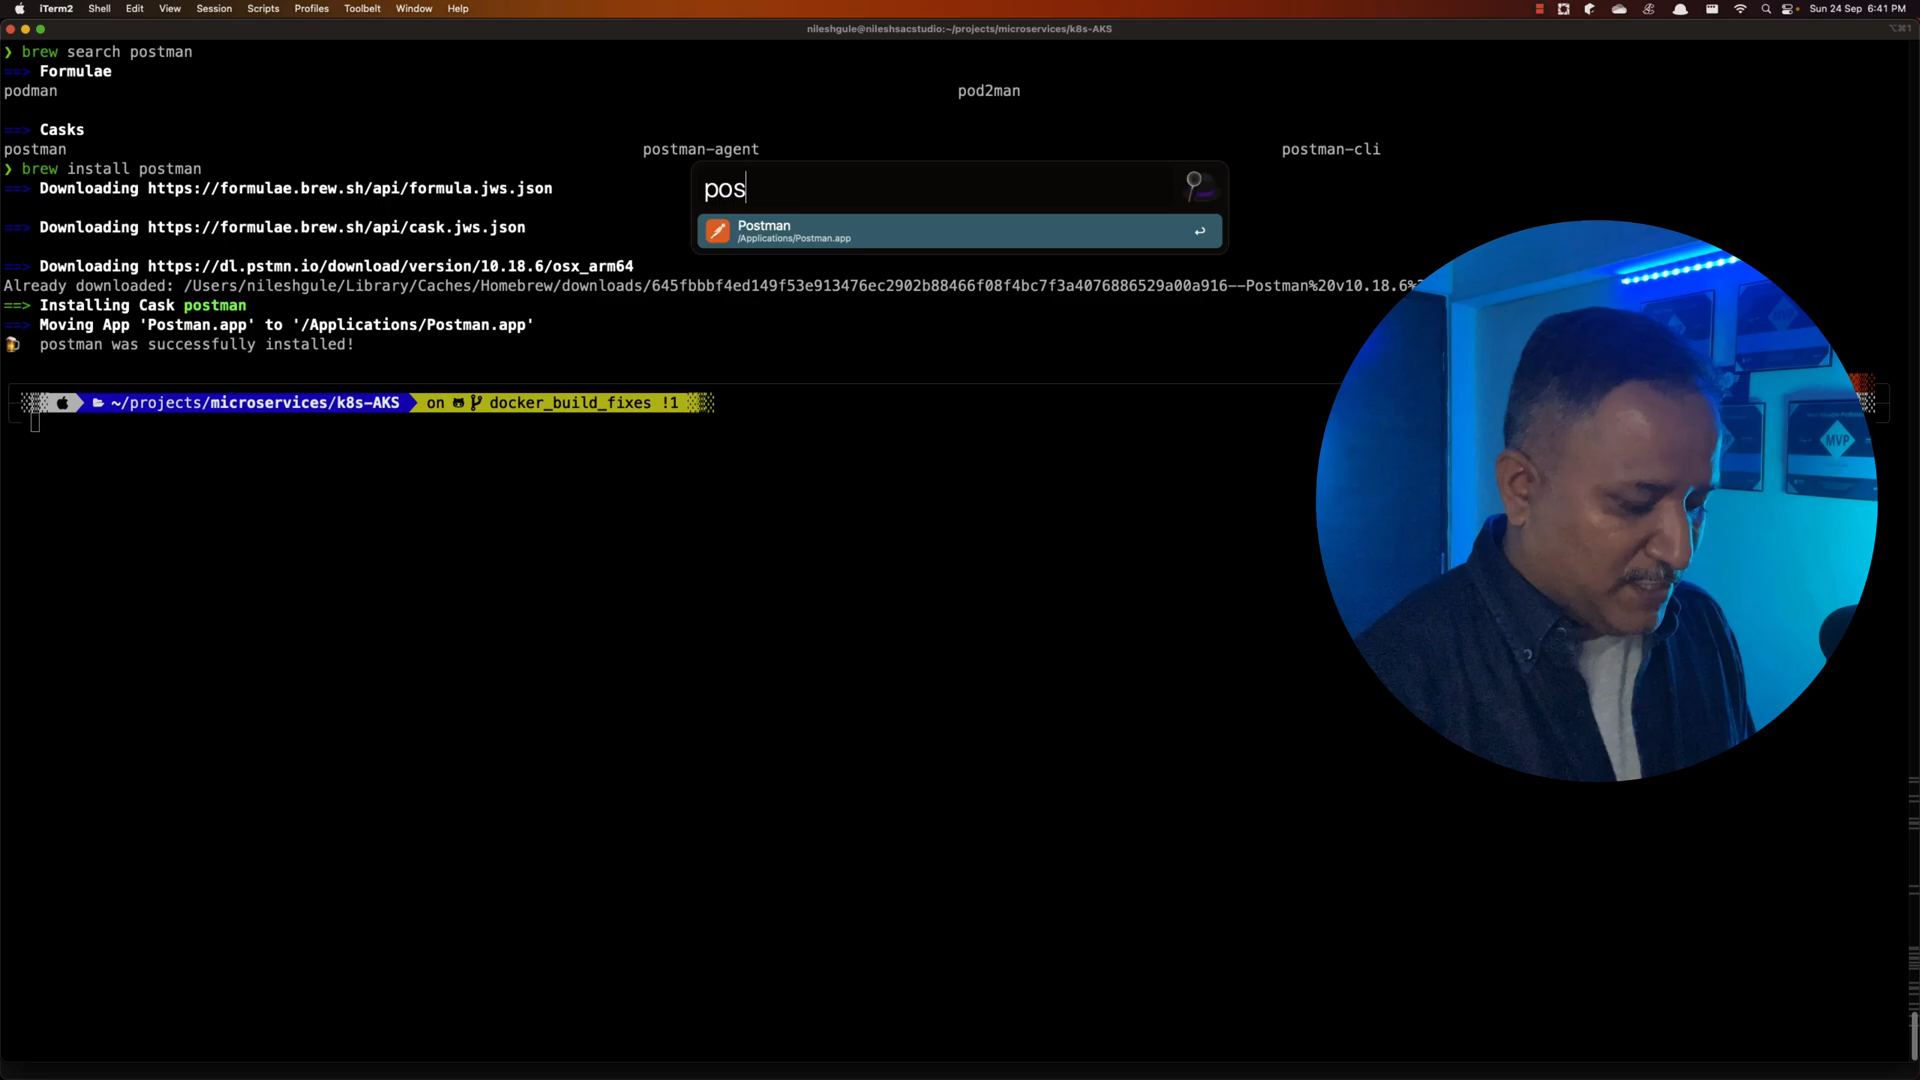 iTerm2 Shell Edit View Session Scripts Profiles Toolbelt Window Help Sun 24 Sep 6:41 PM
nileshgule@nileshsacstudio:~/projects/microservices/k8s-AKS ⌥⌘1
❯ brew search postman
==> Formulae
podman pod2man
==> Casks
postman postman-agent postman-cli
❯ brew install postman
==> Downloading https://formulae.brew.sh/api/formula.jws.json
==> Downloading https://formulae.brew.sh/api/cask.jws.json
==> Downloading https://dl.pstmn.io/download/version/10.18.6/osx_arm64
Already downloaded: /Users/nileshgule/Library/Caches/Homebrew/downloads/645fbbbf4ed149f53e913476ec2902b88466f08f4bc7f3a4076886529a00a916--Postman%20v10.18.6%2
==> Installing Cask postman
==> Moving App 'Postman.app' to '/Applications/Postman.app'
🍺 postman was successfully installed!
~/projects/microservices/k8s-AKS on docker_build_fixes !1
pos
Postman
/Applications/Postman.app
MVP